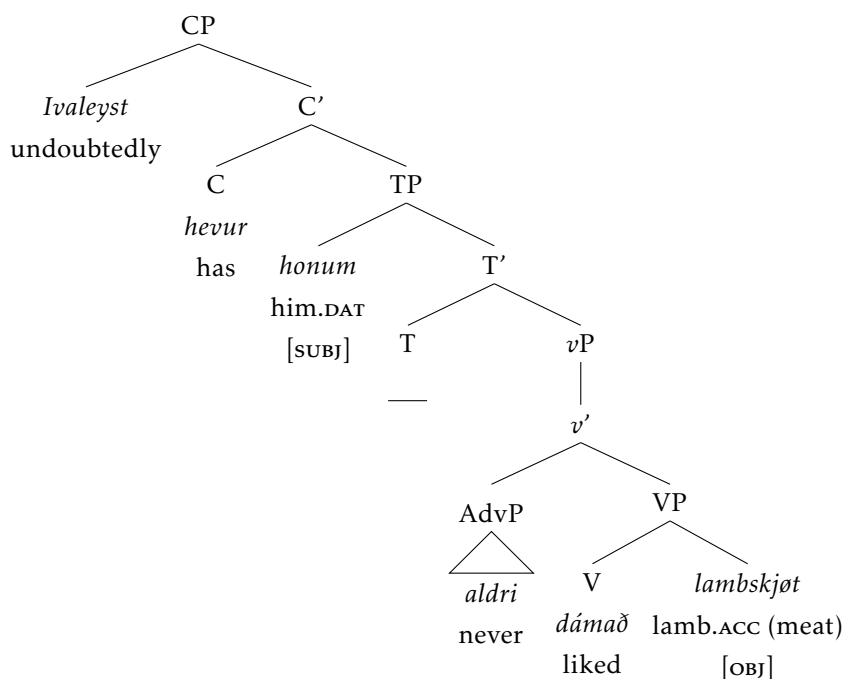 CP
Ivaleyst
undoubtedly
C’
C
hevur
has
TP
honum
him.DAT
[SUBJ]
T’
T
vP
v’
AdvP
aldri
never
VP
V
dámað
liked
lambskjøt
lamb.ACC (meat)
[OBJ]